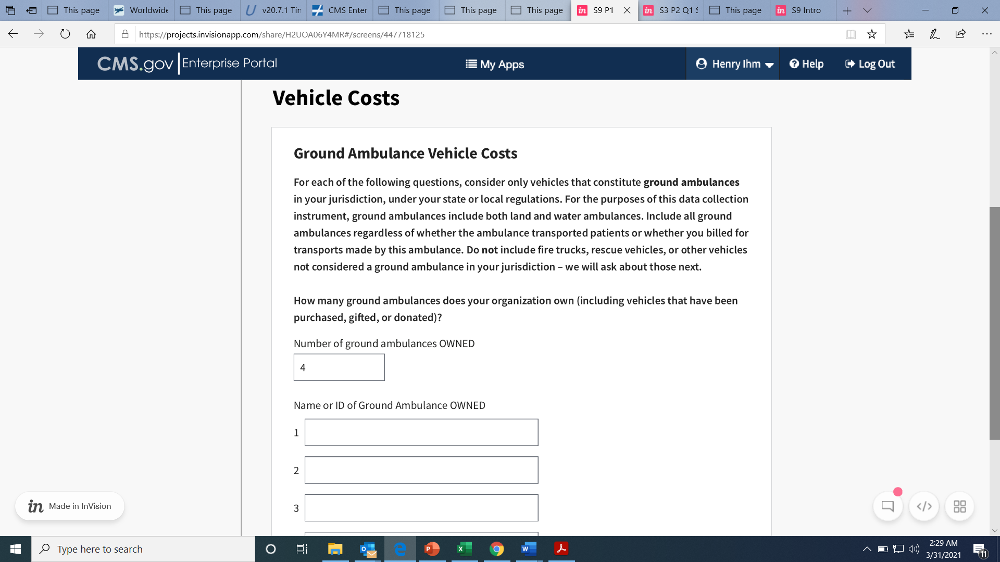 This page
Worldwide
This page
v20.7.1 Tin
CMS Enter
This page
This page
This page
in S9 P1
in S3 P2 Q1 S
This page
in S9 Intro
https://projects.invisionapp.com/share/H2UOA06Y4MR#/screens/447718125
CMS.gov Enterprise Portal
My Apps
Henry Ihm
Help
Log Out
Vehicle Costs
Ground Ambulance Vehicle Costs
For each of the following questions, consider only vehicles that constitute ground ambulances
in your jurisdiction, under your state or local regulations. For the purposes of this data collection
instrument, ground ambulances include both land and water ambulances. Include all ground
ambulances regardless of whether the ambulance transported patients or whether you billed for
transports made by this ambulance. Do not include fire trucks, rescue vehicles, or other vehicles
not considered a ground ambulance in your jurisdiction – we will ask about those next.
How many ground ambulances does your organization own (including vehicles that have been
purchased, gifted, or donated)?
Number of ground ambulances OWNED
4
Name or ID of Ground Ambulance OWNED
1
2
3
in Made in InVision
Type here to search
2:29 AM
3/31/2021
11